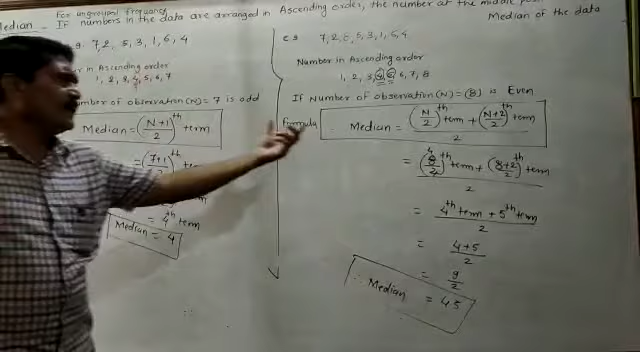 For ungrouped frequency
Median - If numbers in the data are arranged in Ascending order, the number at the middle
Median of the data
7, 2, 5, 3, 1, 6, 4
in Ascending order
1, 2, 3, 4, 5, 6, 7
number of observation (N) = 7 is odd
Median = (N+1/2)th term
= (7+1/2)th
= 4th term
Median = 4
e.g 7, 2, 8, 5, 3, 1, 6, 4
Number in Ascending order
1, 2, 3, 4, 5, 6, 7, 8
If Number of observation (N) = (8) is Even
Formula Median = (N/2)th term + (N+2/2)th term / 2
= (8/2)th term + (8+2/2)th term / 2
4
= 4th term + 5th term / 2
= 4+5 / 2
= 9/2
∴ Median = 4.5